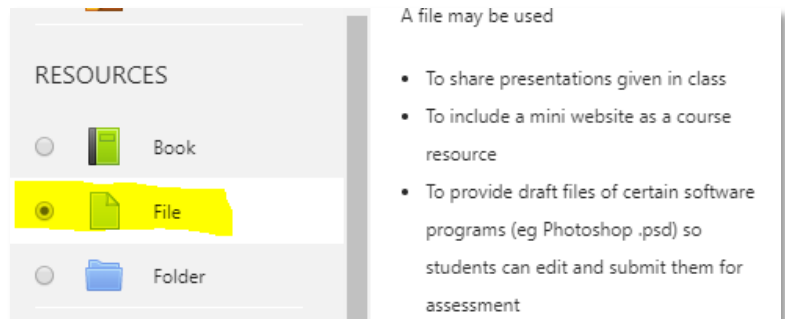 RESOURCES
Book
File
Folder
A file may be used
• To share presentations given in class
• To include a mini website as a course
resource
• To provide draft files of certain software
programs (eg Photoshop .psd) so
students can edit and submit them for
assessment